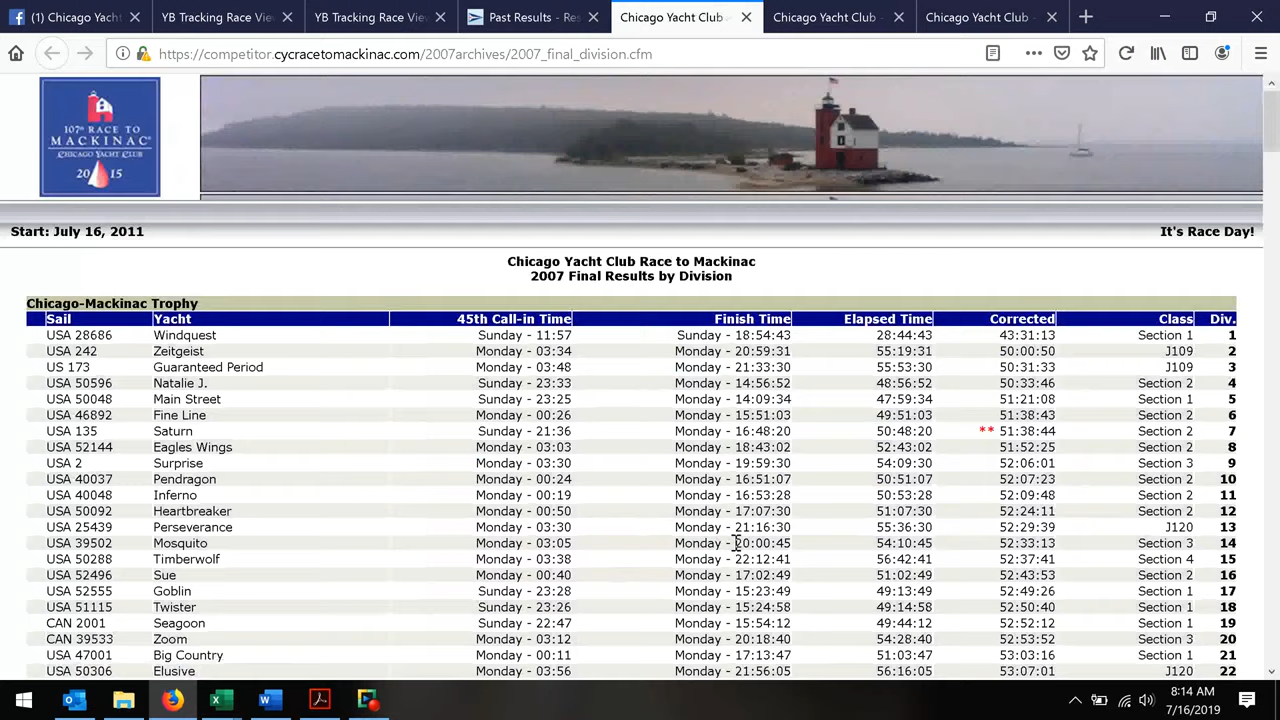 (1) Chicago Yacht
YB Tracking Race Vie
YB Tracking Race Vie
Past Results - Res
Chicago Yacht Club
Chicago Yacht Club
Chicago Yacht Club
https://competitor.cycracetomackinac.com/2007archives/2007_final_division.cfm
107th RACE TO
MACKINAC
CHICAGO YACHT CLUB
20 15
Start: July 16, 2011 It's Race Day!
Chicago Yacht Club Race to Mackinac
2007 Final Results by Division
Chicago-Mackinac Trophy
Sail Yacht 45th Call-in Time Finish Time Elapsed Time Corrected Class Div.
USA 28686 Windquest Sunday - 11:57 Sunday - 18:54:43 28:44:43 43:31:13 Section 1 1
USA 242 Zeitgeist Monday - 03:34 Monday - 20:59:31 55:19:31 50:00:50 J109 2
US 173 Guaranteed Period Monday - 03:48 Monday - 21:33:30 55:53:30 50:31:33 J109 3
USA 50596 Natalie J. Sunday - 23:33 Monday - 14:56:52 48:56:52 50:33:46 Section 2 4
USA 50048 Main Street Sunday - 23:25 Monday - 14:09:34 47:59:34 51:21:08 Section 1 5
USA 46892 Fine Line Monday - 00:26 Monday - 15:51:03 49:51:03 51:38:43 Section 2 6
USA 135 Saturn Sunday - 21:36 Monday - 16:48:20 50:48:20 ** 51:38:44 Section 2 7
USA 52144 Eagles Wings Monday - 03:03 Monday - 18:43:02 52:43:02 51:52:25 Section 2 8
USA 2 Surprise Monday - 03:30 Monday - 19:59:30 54:09:30 52:06:01 Section 3 9
USA 40037 Pendragon Monday - 00:24 Monday - 16:51:07 50:51:07 52:07:23 Section 2 10
USA 40048 Inferno Monday - 00:19 Monday - 16:53:28 50:53:28 52:09:48 Section 2 11
USA 50092 Heartbreaker Monday - 00:50 Monday - 17:07:30 51:07:30 52:24:11 Section 2 12
USA 25439 Perseverance Monday - 03:30 Monday - 21:16:30 55:36:30 52:29:39 J120 13
USA 39502 Mosquito Monday - 03:05 Monday - 20:00:45 54:10:45 52:33:13 Section 3 14
USA 50288 Timberwolf Monday - 03:38 Monday - 22:12:41 56:42:41 52:37:41 Section 4 15
USA 52496 Sue Monday - 00:40 Monday - 17:02:49 51:02:49 52:43:53 Section 2 16
USA 52555 Goblin Sunday - 23:28 Monday - 15:23:49 49:13:49 52:49:26 Section 1 17
USA 51115 Twister Sunday - 23:26 Monday - 15:24:58 49:14:58 52:50:40 Section 1 18
CAN 2001 Seagoon Sunday - 22:47 Monday - 15:54:12 49:44:12 52:52:12 Section 1 19
CAN 39533 Zoom Monday - 03:12 Monday - 20:18:40 54:28:40 52:53:52 Section 3 20
USA 47001 Big Country Monday - 00:11 Monday - 17:13:47 51:03:47 53:03:16 Section 1 21
USA 50306 Elusive Monday - 03:56 Monday - 21:56:05 56:16:05 53:07:01 J120 22
8:14 AM
7/16/2019